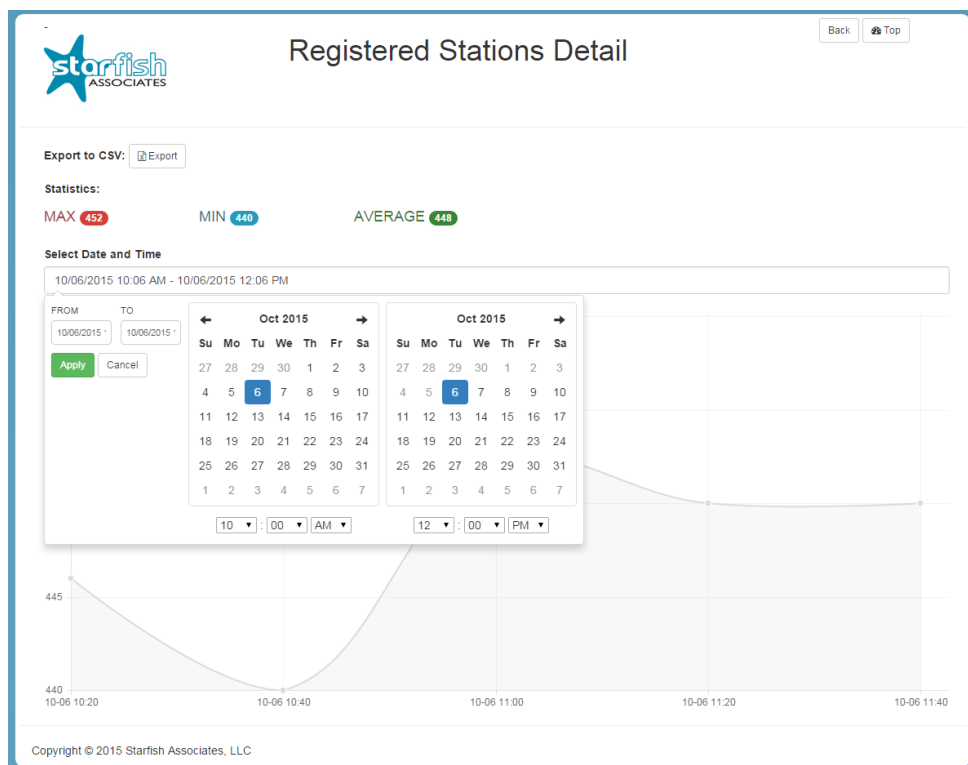 -
starfish
ASSOCIATES
Registered Stations Detail
Back
Top
Export to CSV: Export
Statistics:
MAX 452 MIN 440 AVERAGE 448
Select Date and Time
10/06/2015 10:06 AM - 10/06/2015 12:06 PM
FROM TO
10/06/2015 10/06/2015
Apply Cancel
Oct 2015
Su Mo Tu We Th Fr Sa
27 28 29 30 1 2 3
4 5 6 7 8 9 10
11 12 13 14 15 16 17
18 19 20 21 22 23 24
25 26 27 28 29 30 31
1 2 3 4 5 6 7
10 : 00 AM
Oct 2015
Su Mo Tu We Th Fr Sa
27 28 29 30 1 2 3
4 5 6 7 8 9 10
11 12 13 14 15 16 17
18 19 20 21 22 23 24
25 26 27 28 29 30 31
1 2 3 4 5 6 7
12 : 00 PM
445
440
10-06 10:20 10-06 10:40 10-06 11:00 10-06 11:20 10-06 11:40
Copyright © 2015 Starfish Associates, LLC